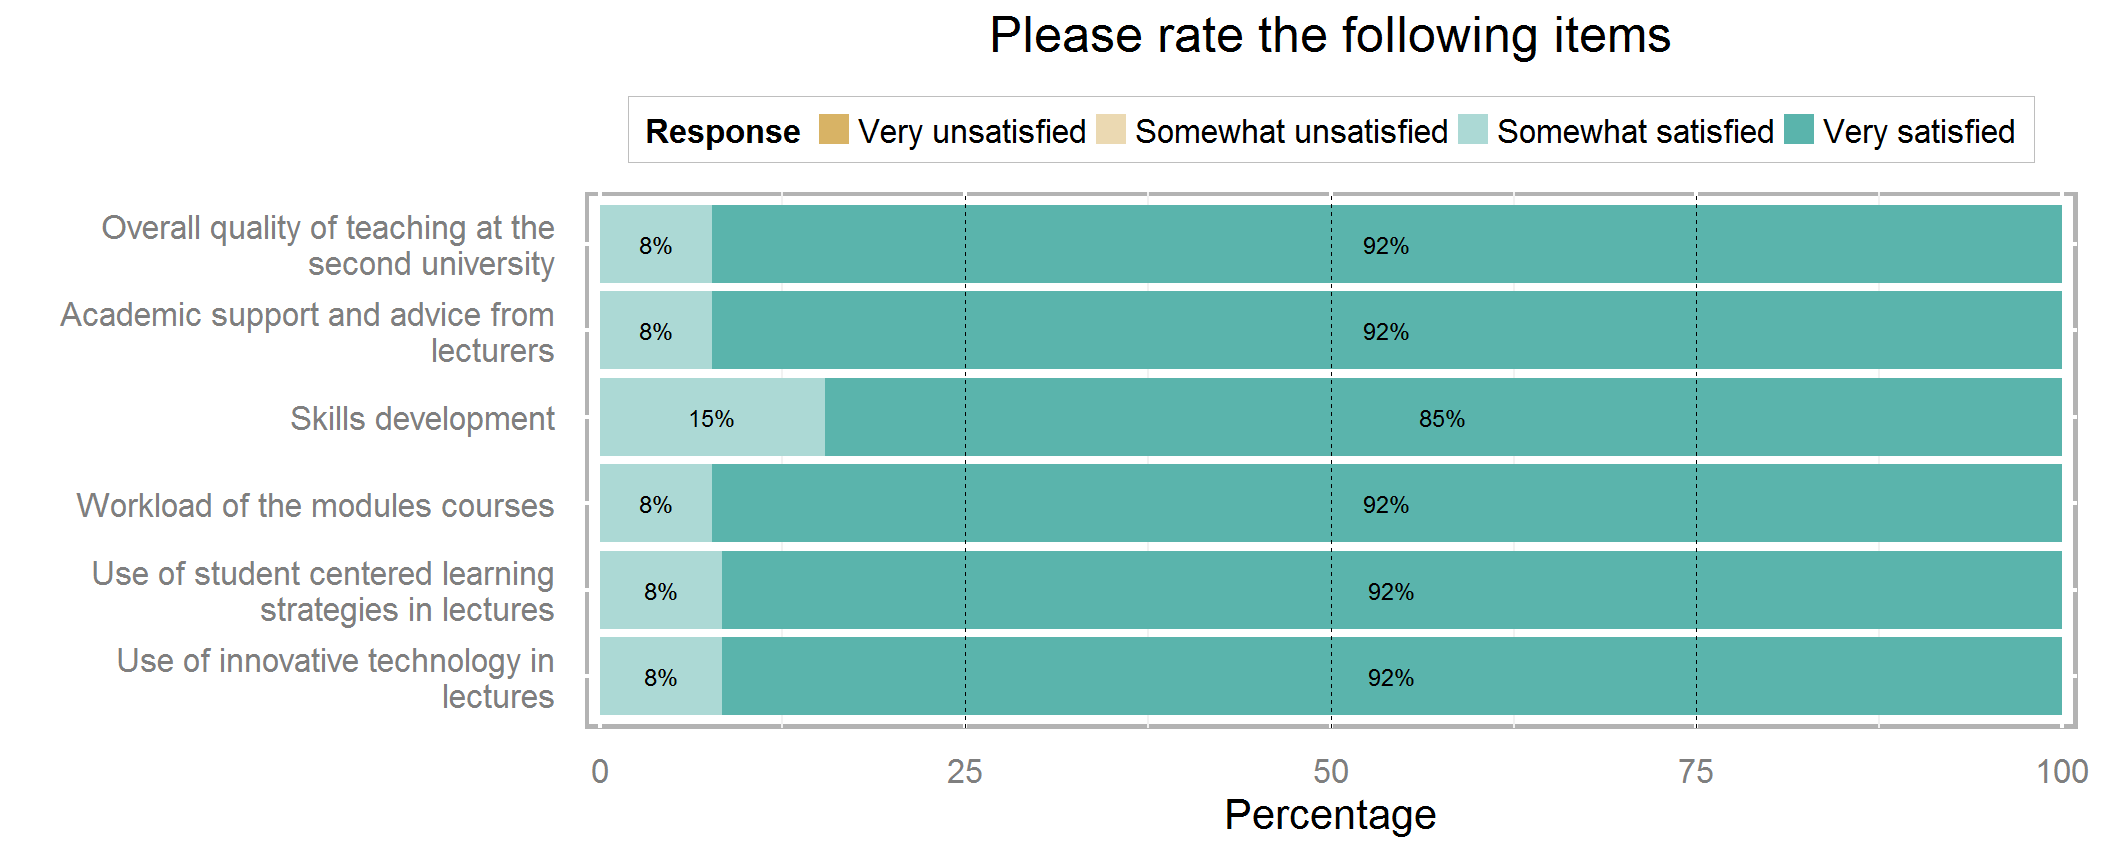 Please rate the following items
Response Very unsatisfied Somewhat unsatisfied Somewhat satisfied Very satisfied
Overall quality of teaching at the
second university
8% 92%
Academic support and advice from
lecturers
8% 92%
Skills development 15% 85%
Workload of the modules courses 8% 92%
Use of student centered learning
strategies in lectures
8% 92%
Use of innovative technology in
lectures
8% 92%
0 25 50 75 100
Percentage